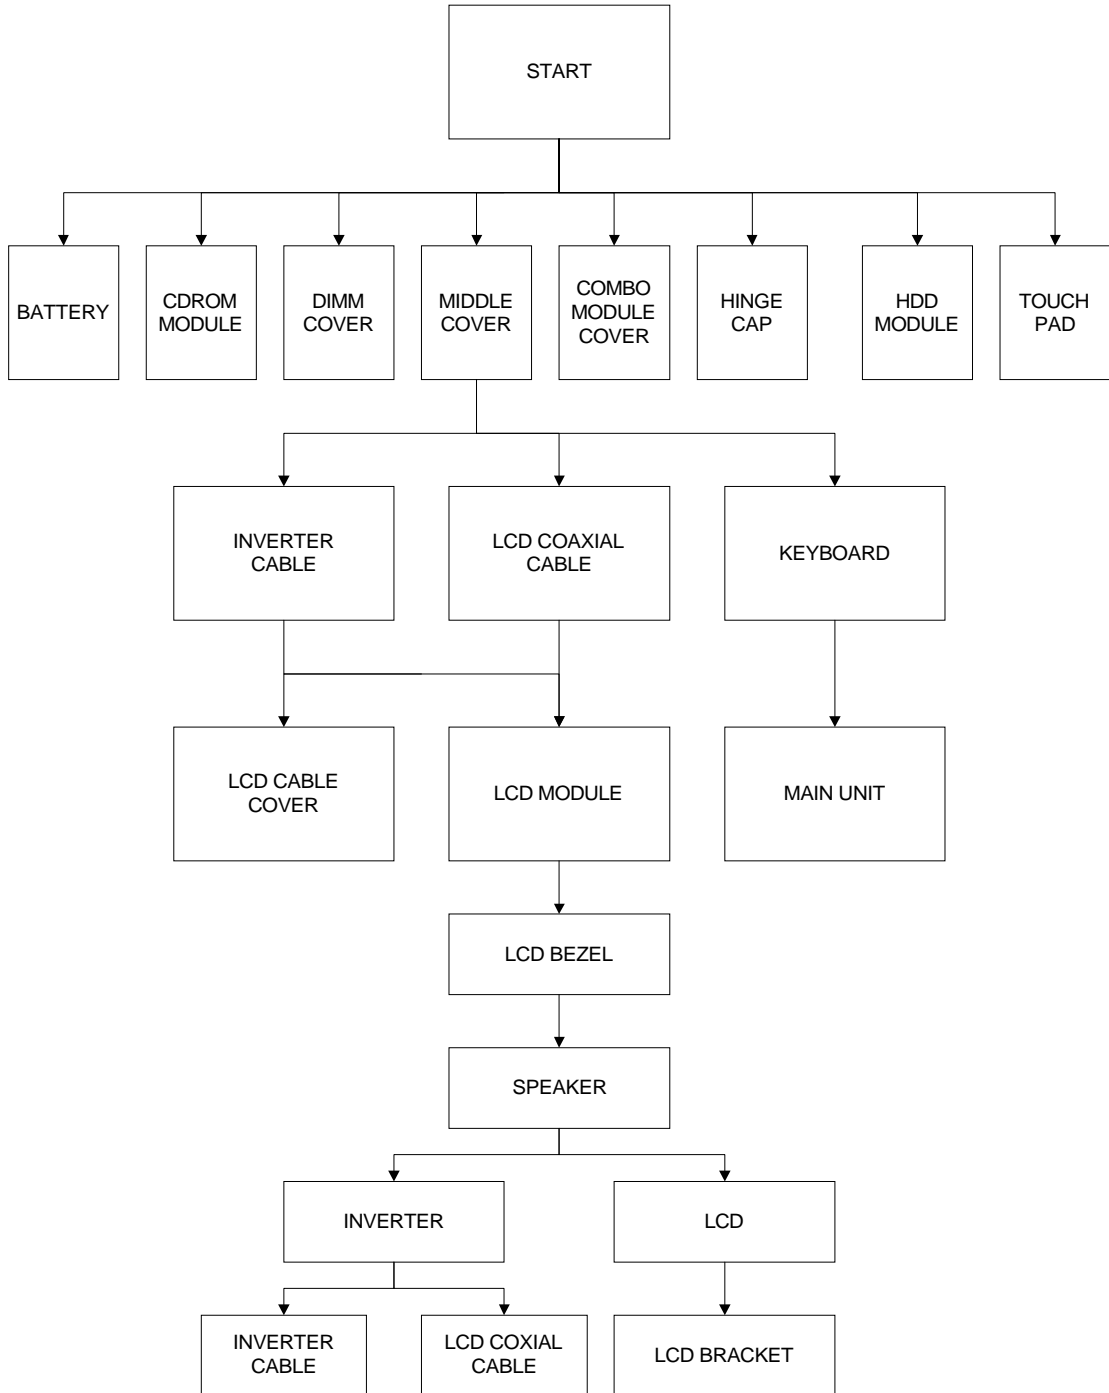 START
BATTERY
CDROM
MODULE
DIMM
COVER
MIDDLE
COVER
COMBO
MODULE
COVER
HINGE
CAP
HDD
MODULE
TOUCH
PAD
INVERTER
CABLE
LCD COAXIAL
CABLE
KEYBOARD
LCD CABLE
COVER
LCD MODULE
MAIN UNIT
LCD BEZEL
SPEAKER
INVERTER
LCD
INVERTER
CABLE
LCD COXIAL
CABLE
LCD BRACKET